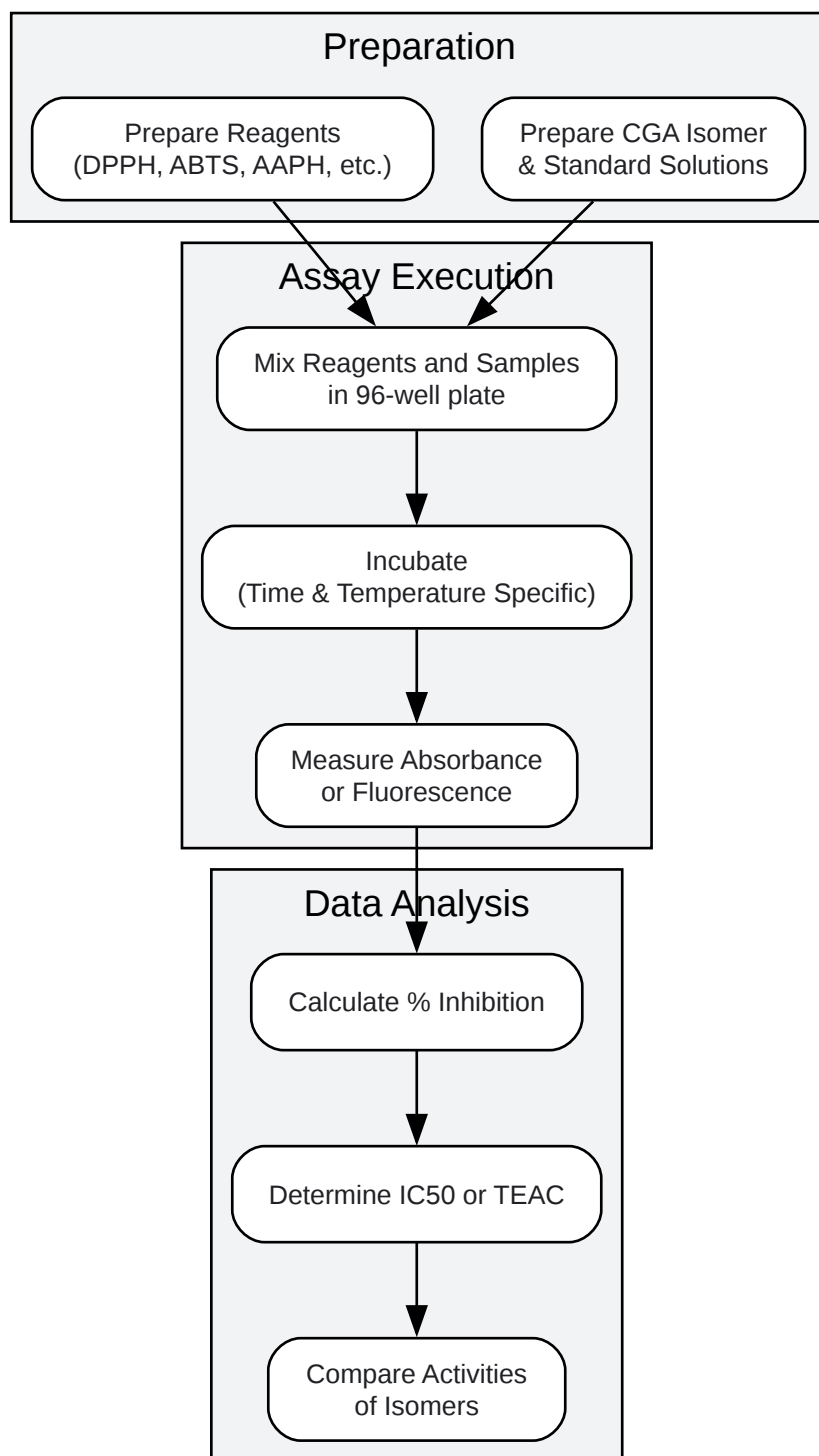 Preparation
Prepare Reagents
(DPPH, ABTS, AAPH, etc.)
Prepare CGA Isomer
& Standard Solutions
Assay Execution
Mix Reagents and Samples
in 96-well plate
Incubate
(Time & Temperature Specific)
Measure Absorbance
or Fluorescence
Data Analysis
Calculate % Inhibition
Determine IC50 or TEAC
Compare Activities
of Isomers